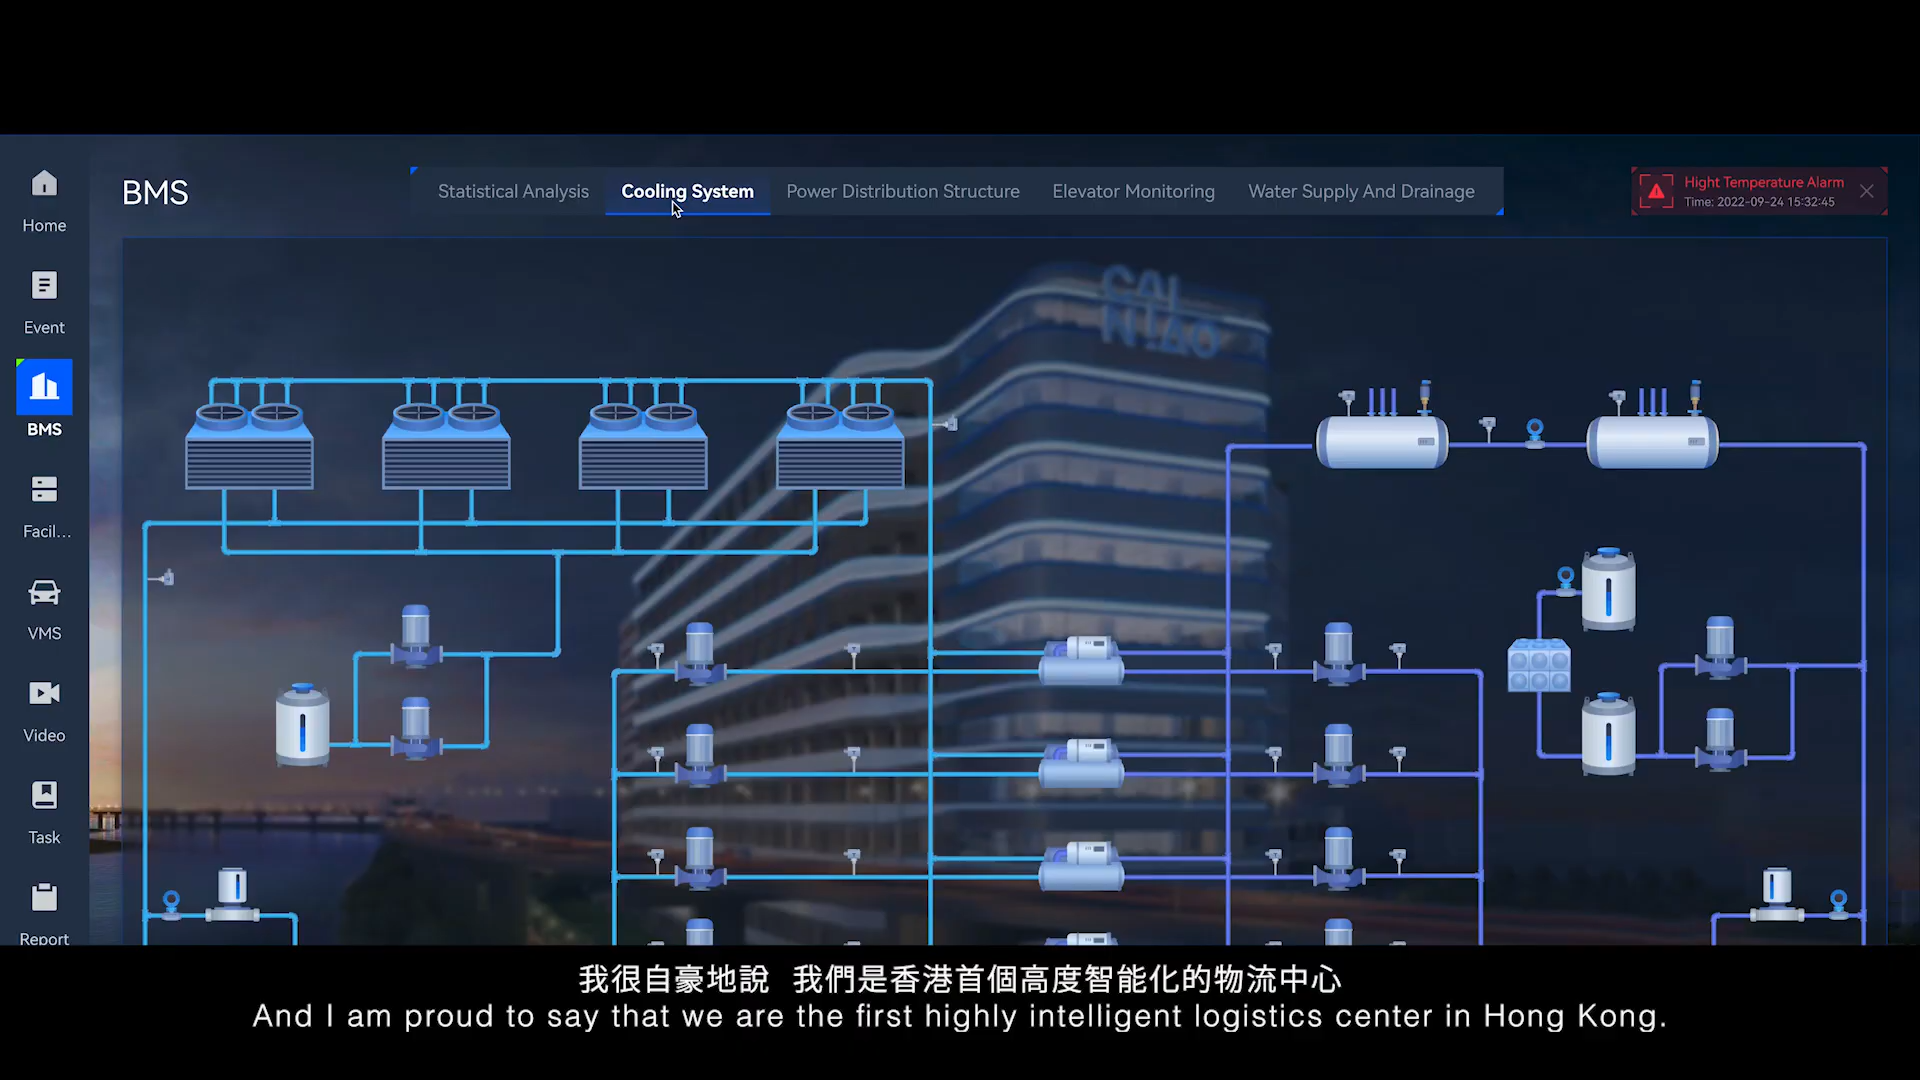 Home
Event
BMS
Facil...
VMS
Video
Task
Report
BMS
Statistical Analysis
Cooling System
Power Distribution Structure
Elevator Monitoring
Water Supply And Drainage
Hight Temperature Alarm
Time: 2022-09-24 15:32:45
CAI
NIAO
我很自豪地說 我們是香港首個高度智能化的物流中心
And I am proud to say that we are the first highly intelligent logistics center in Hong Kong.